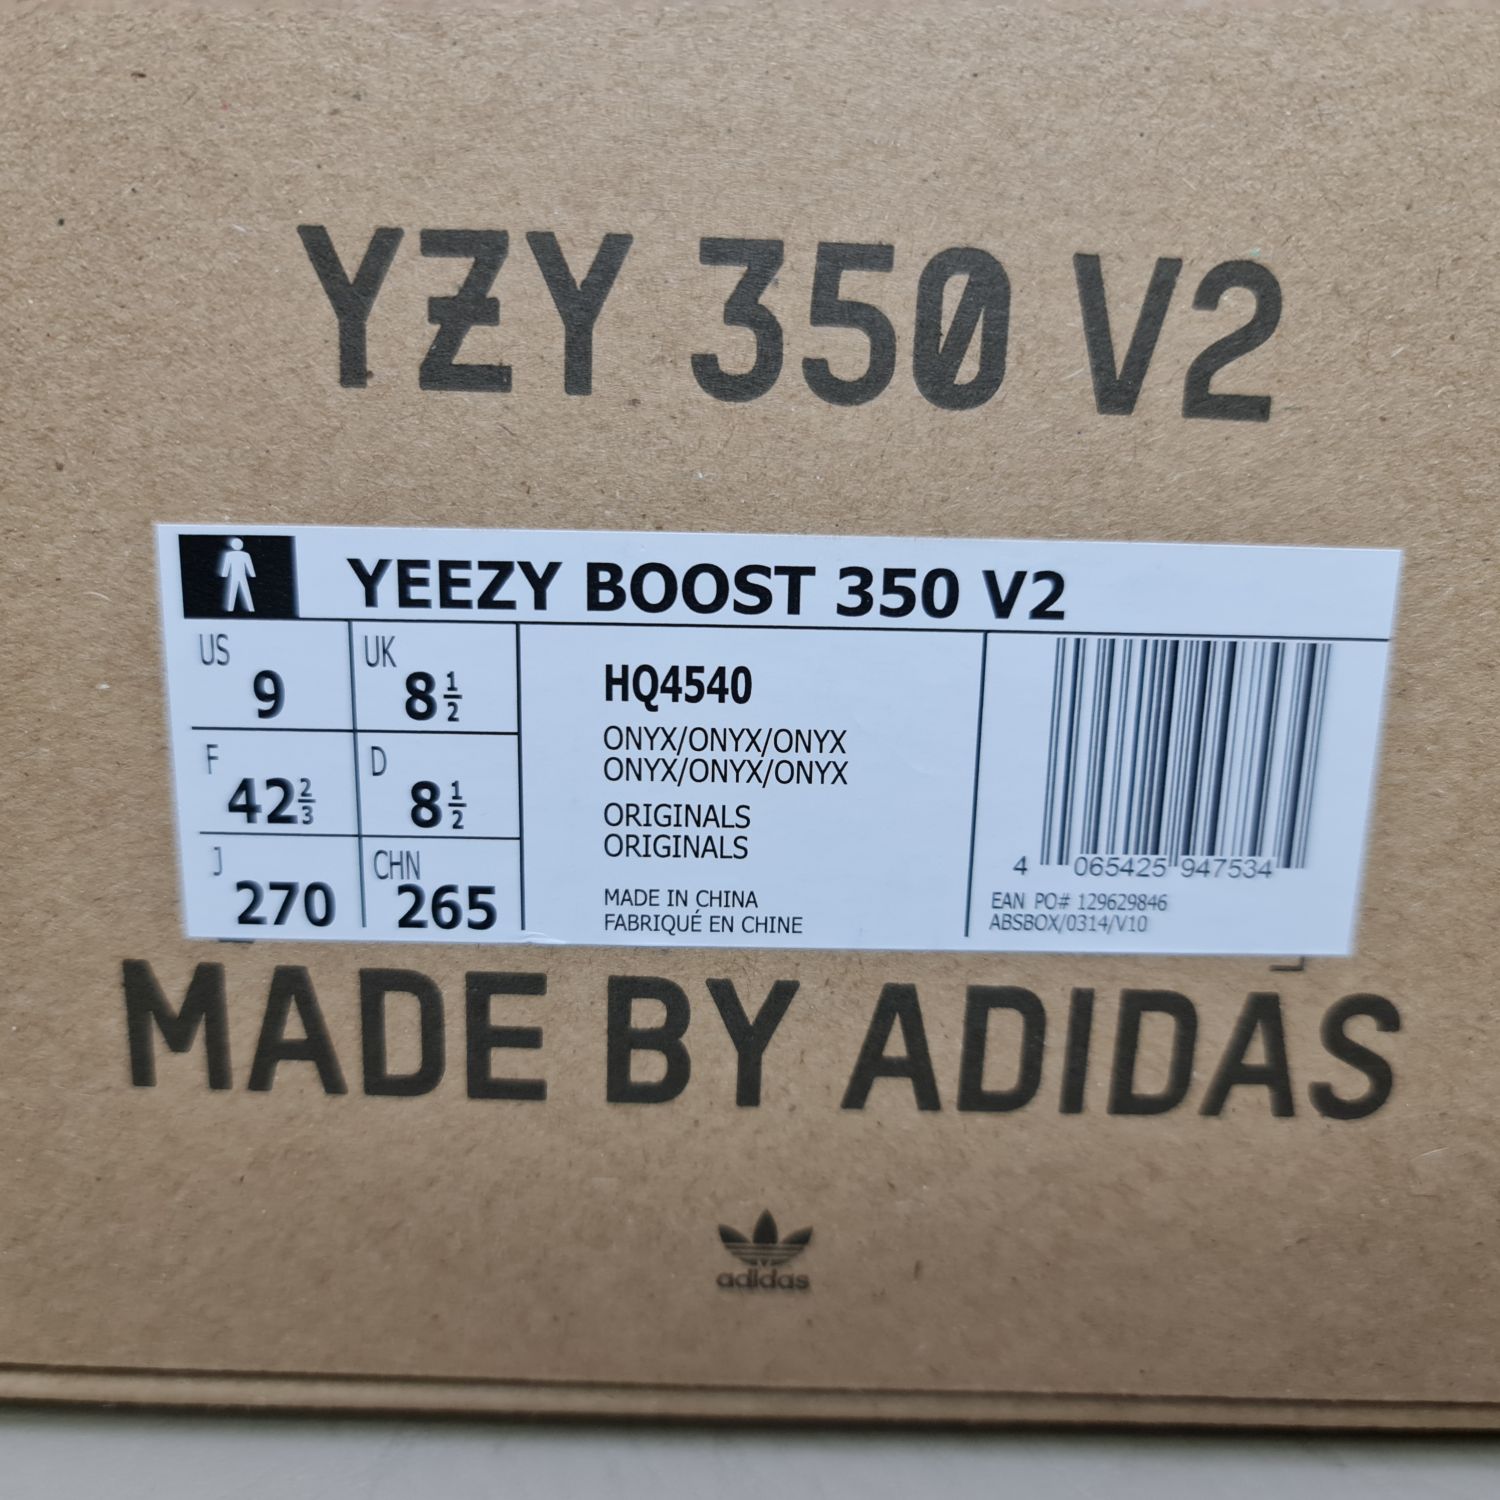 YZY 350 V2
YEEZY BOOST 350 V2
US
9
UK
8 1/2
F
42 2/3
D
8 1/2
J
270
CHN
265
HQ4540
ONYX/ONYX/ONYX
ONYX/ONYX/ONYX
ORIGINALS
ORIGINALS
MADE IN CHINA
FABRIQUÉ EN CHINE
4 065425 947534
EAN PO# 129629846
ABSBOX/0314/V10
MADE BY ADIDAS
adidas